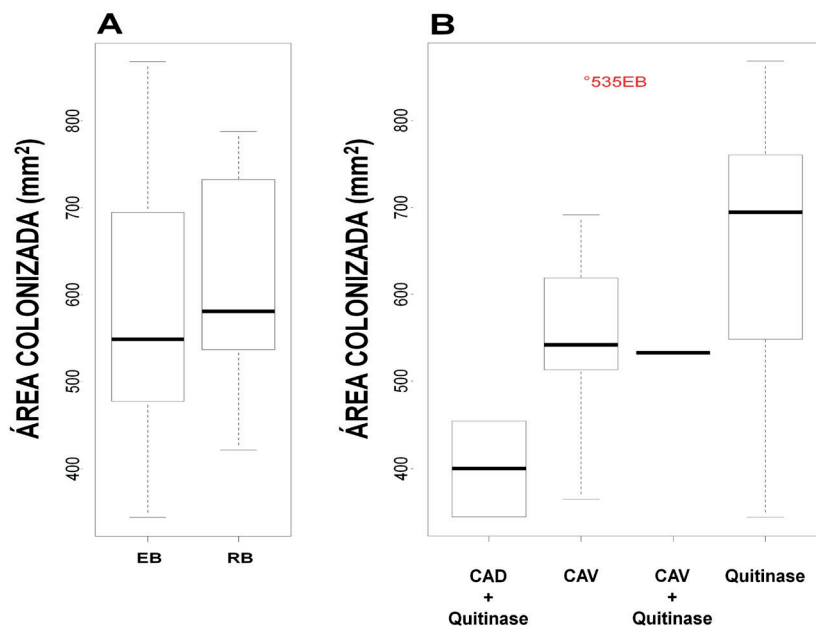 A
ÁREA COLONIZADA (mm²)
800
700
600
500
400
EB RB
B
ÁREA COLONIZADA (mm²)
800
700
600
500
400
°535EB
CAD
+
Quitinase
CAV
CAV
+
Quitinase
Quitinase